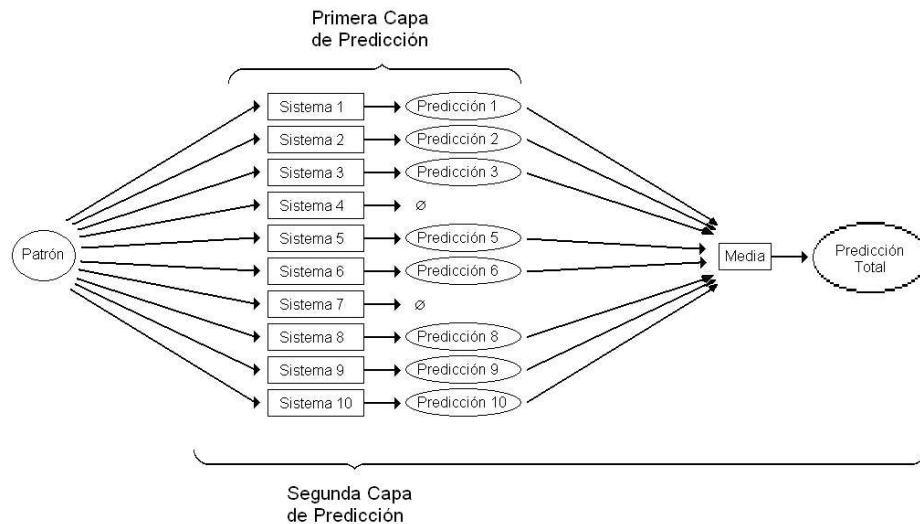 Primera Capa
de Predicción
Sistema 1
Predicción 1
Sistema 2
Predicción 2
Sistema 3
Predicción 3
Sistema 4
∅
Patrón
Sistema 5
Predicción 5
Media
Predicción
Total
Sistema 6
Predicción 6
Sistema 7
∅
Sistema 8
Predicción 8
Sistema 9
Predicción 9
Sistema 10
Predicción 10
Segunda Capa
de Predicción